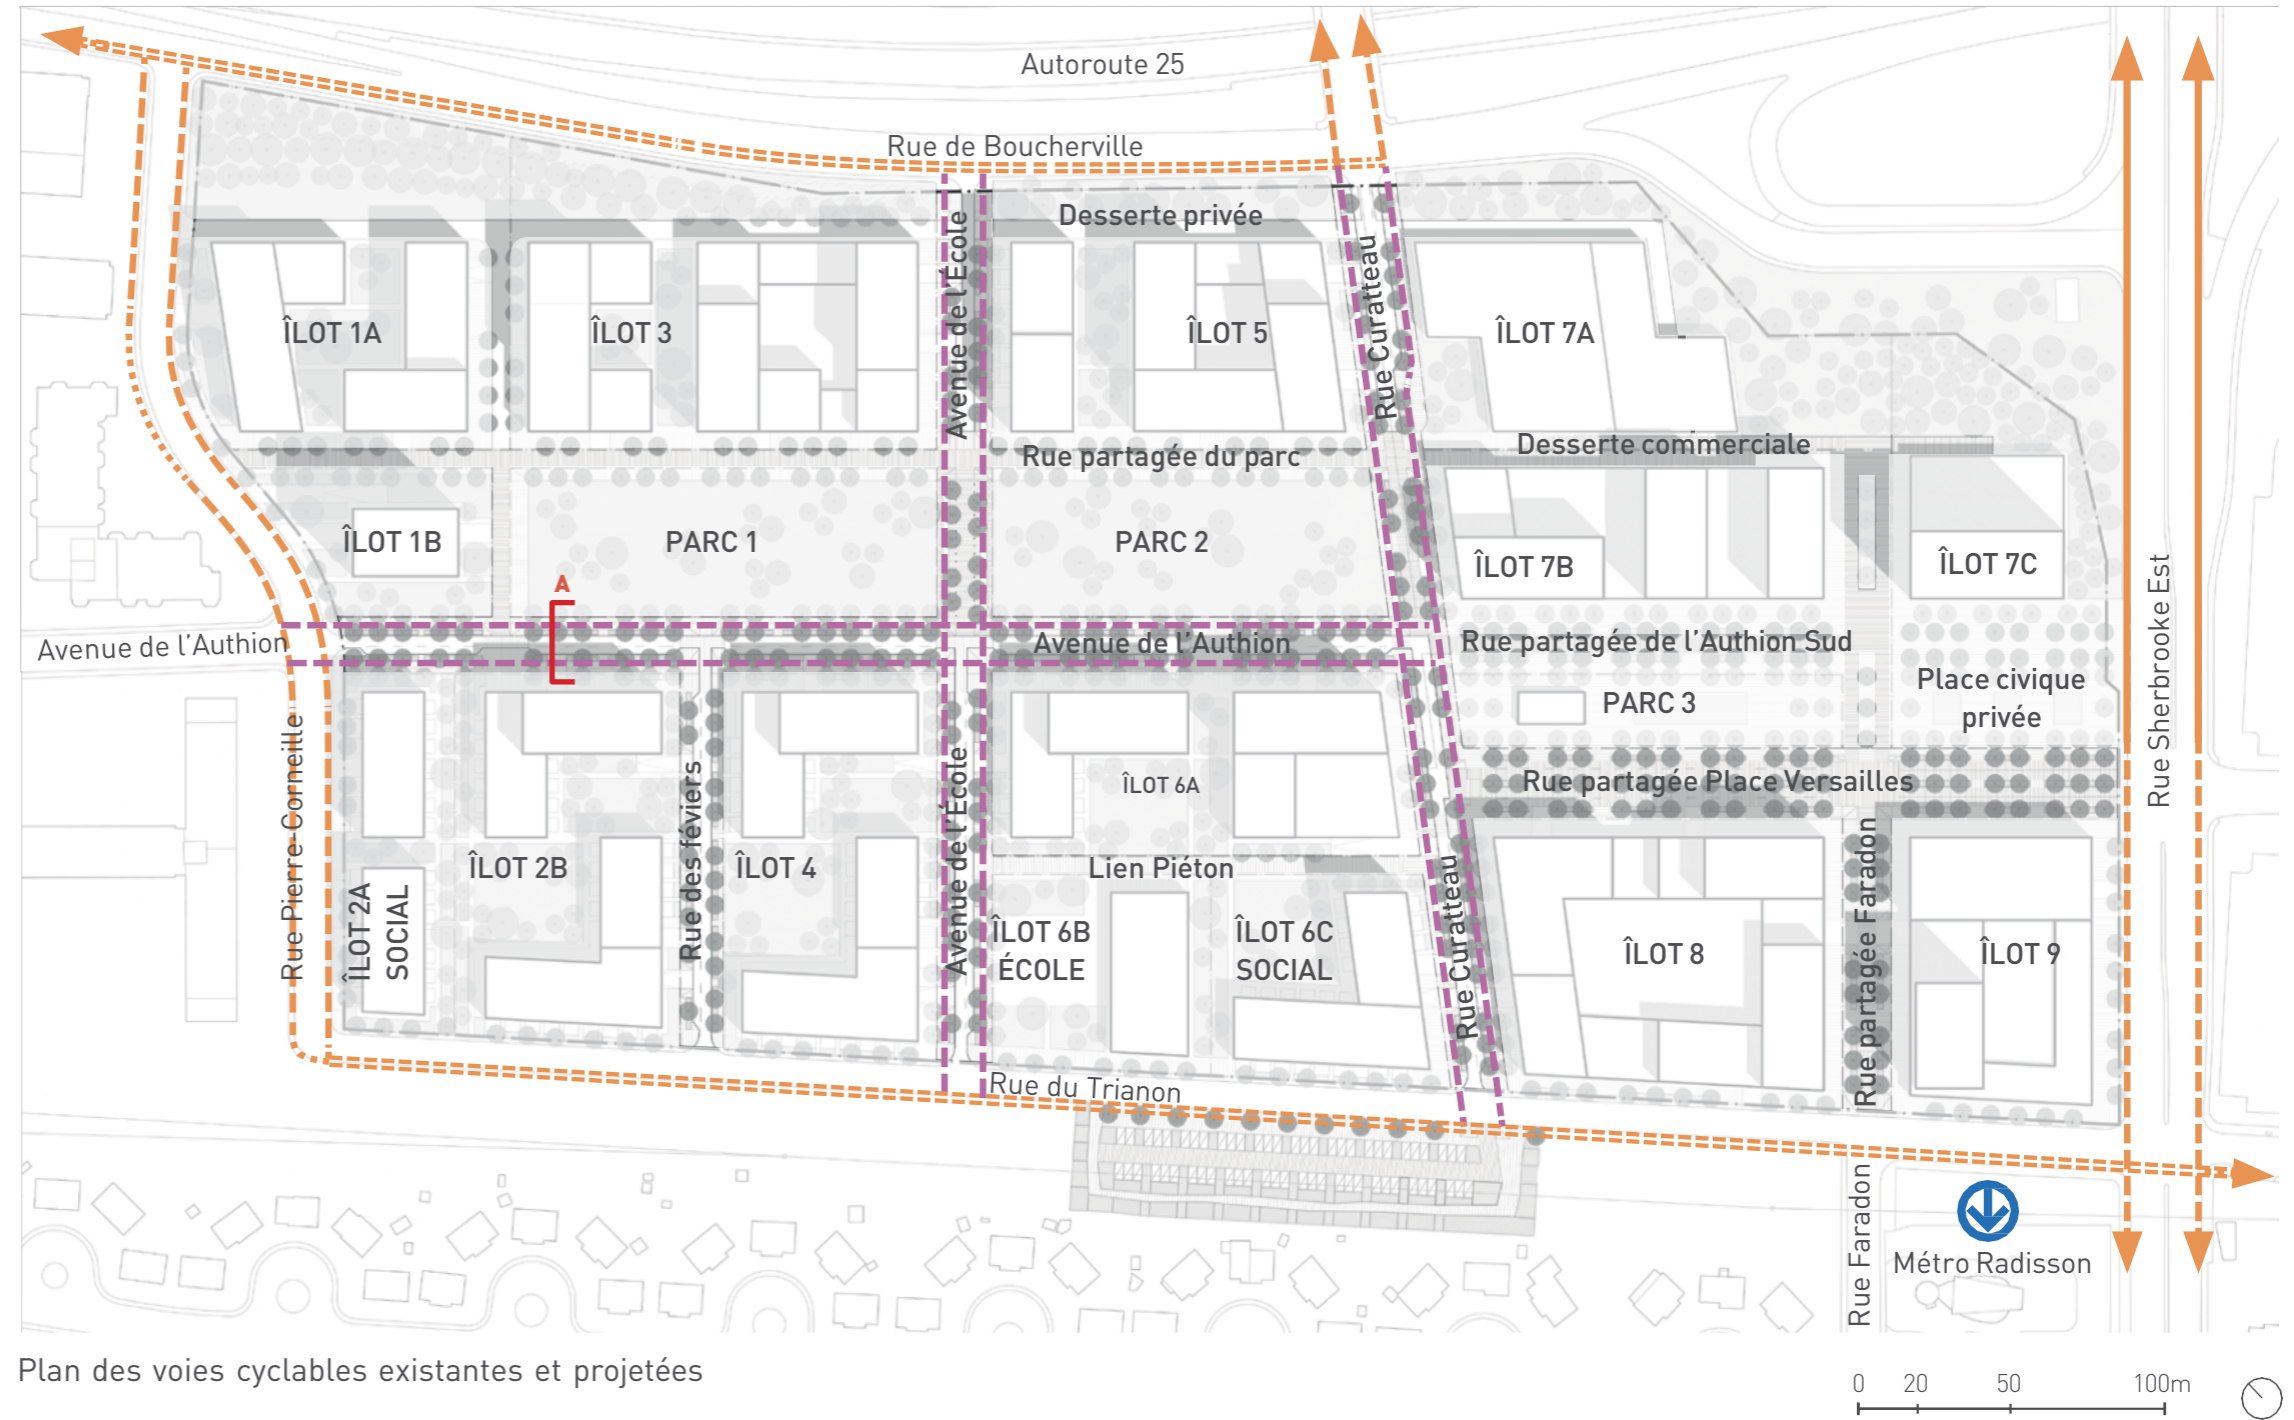 Autoroute 25
Rue de Boucherville
Desserte privée
Avenue de l'École
Rue Curatteau
ÎLOT 1A
ÎLOT 3
ÎLOT 5
ÎLOT 7A
Rue partagée du parc
Desserte commerciale
ÎLOT 1B
PARC 1
PARC 2
ÎLOT 7B
ÎLOT 7C
A
Avenue de l'Authion
Avenue de l'Authion
Rue partagée de l'Authion Sud
Rue Sherbrooke Est
PARC 3
Place civique
privée
Rue Pierre-Corneille
Rue des féviers
Avenue de l'École
ÎLOT 6A
Rue partagée Place Versailles
ÎLOT 2A
SOCIAL
ÎLOT 2B
ÎLOT 4
Lien Piéton
Rue Curatteau
Rue partagée Faradon
ÎLOT 6B
ÉCOLE
ÎLOT 6C
SOCIAL
ÎLOT 8
ÎLOT 9
Rue du Trianon
Rue Faradon
Métro Radisson
Plan des voies cyclables existantes et projetées
0 20 50 100m